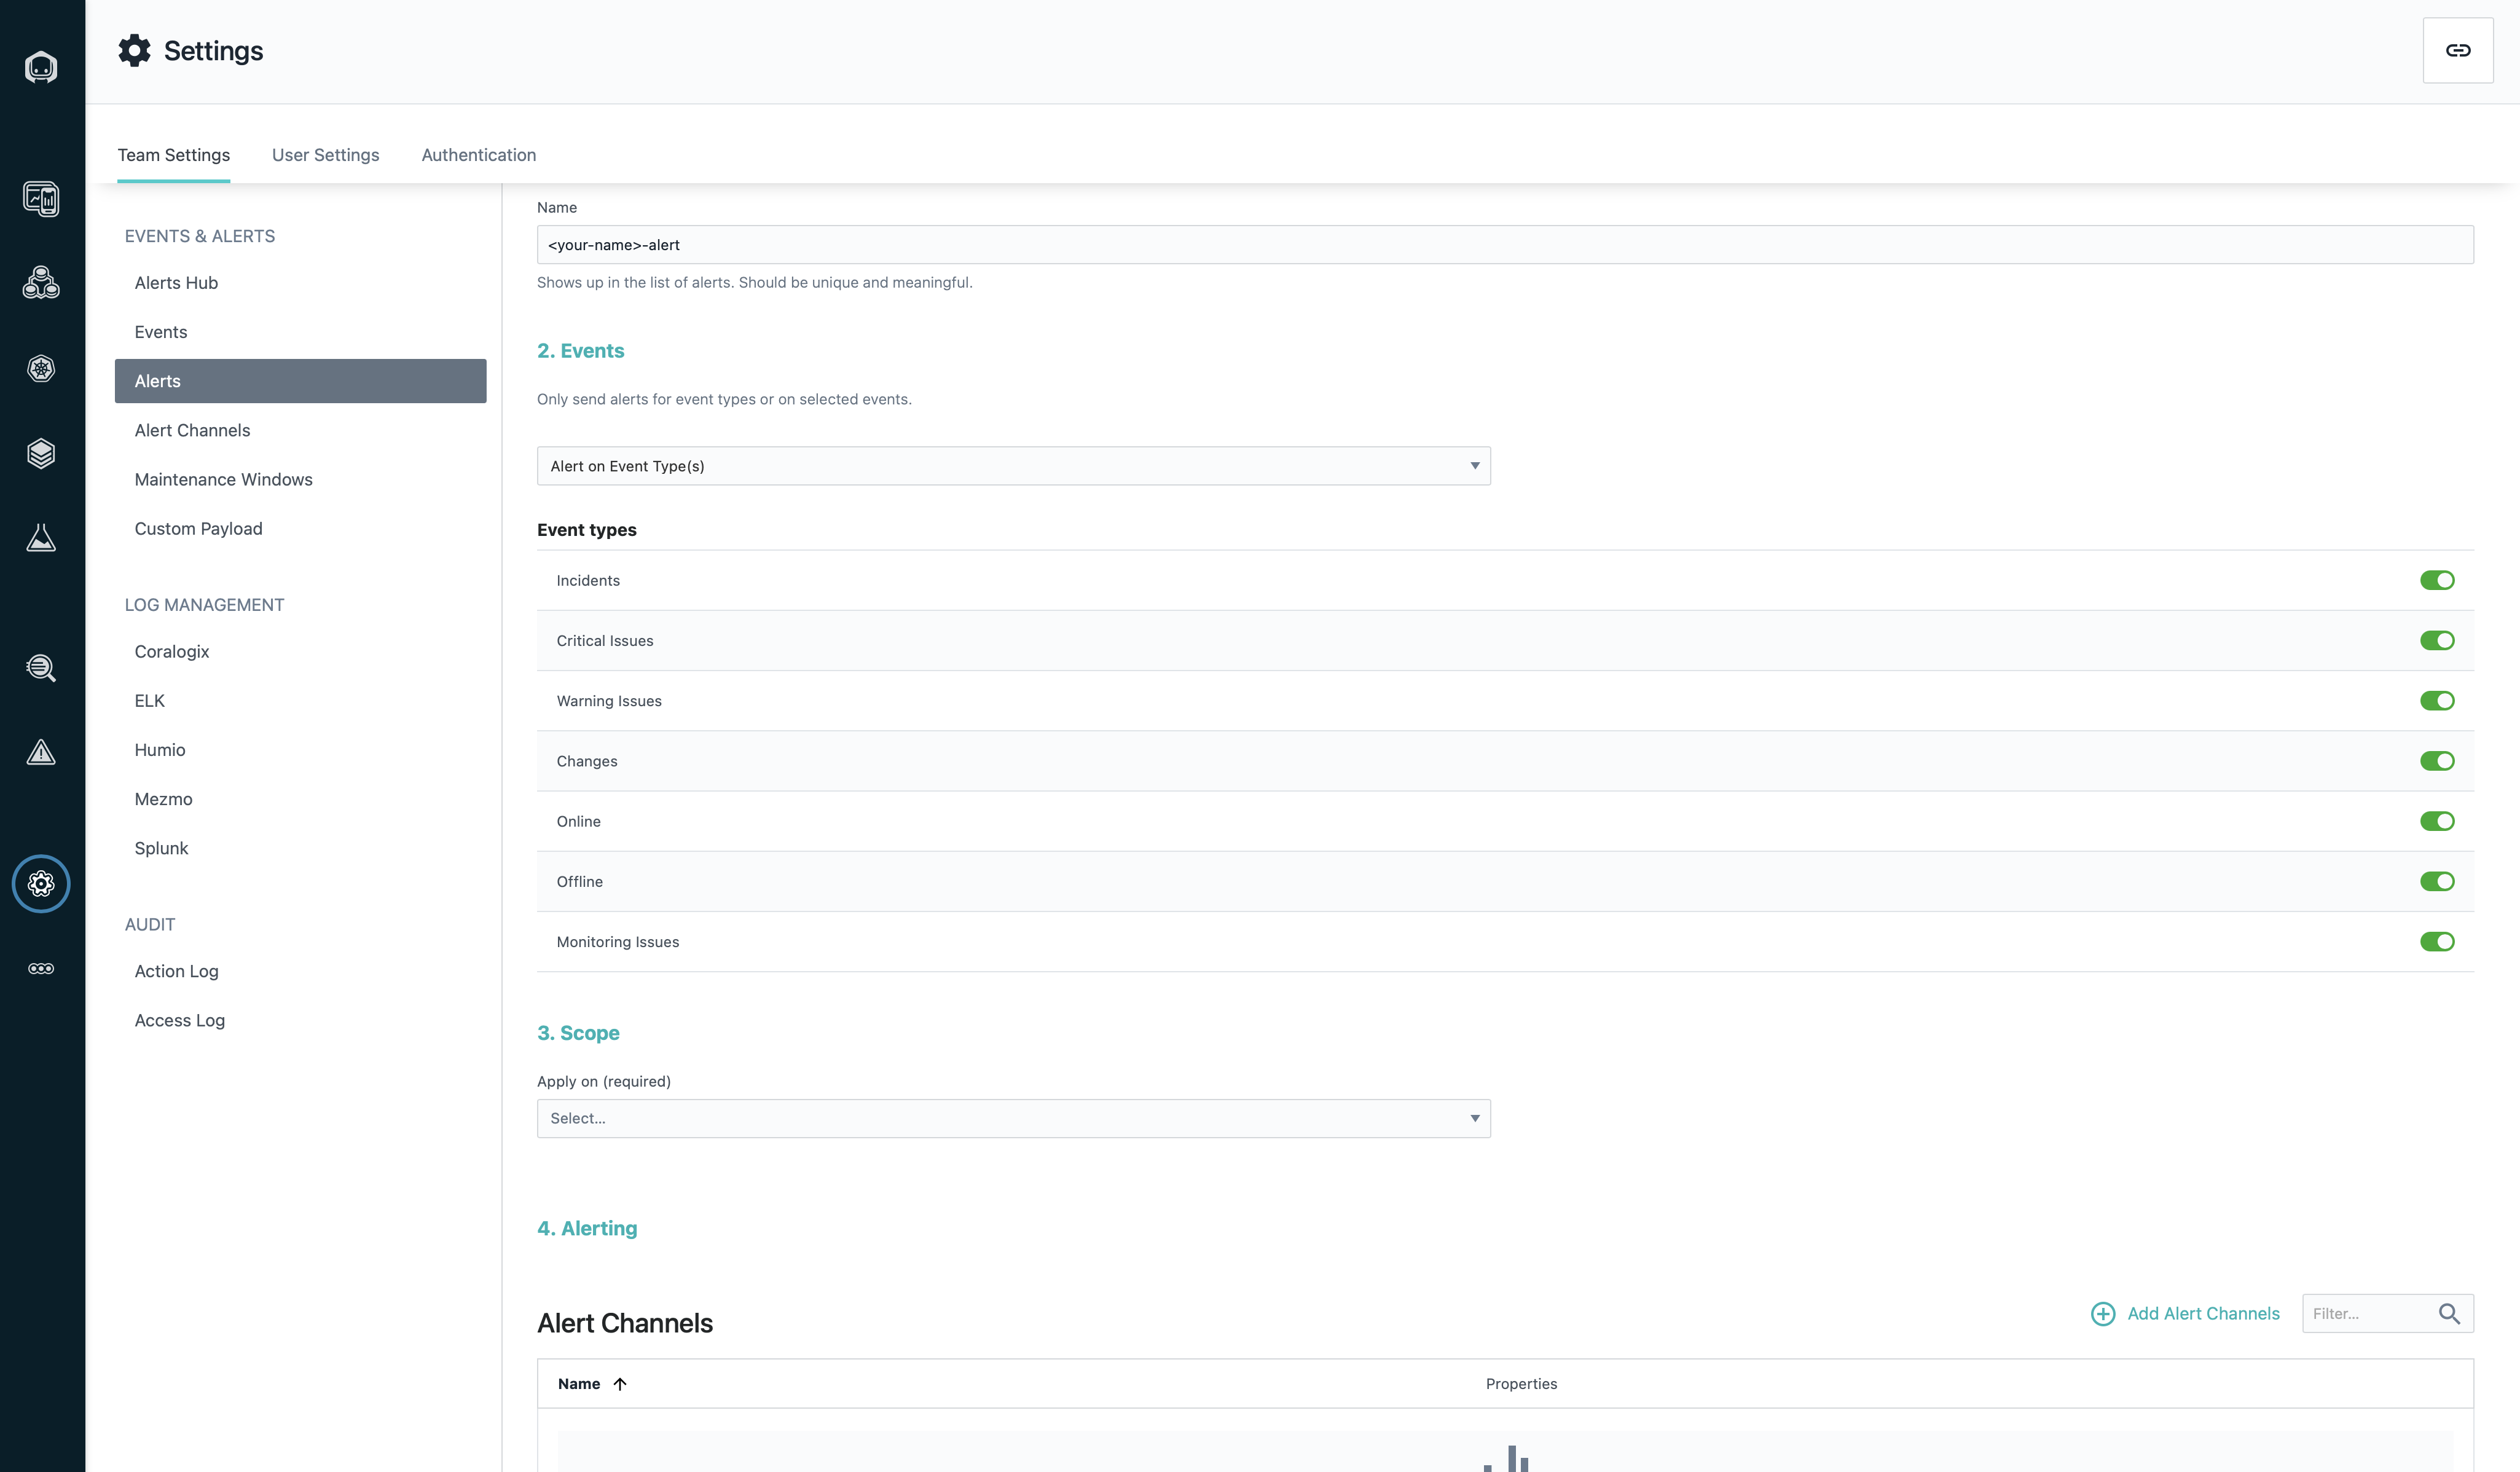 Settings
Team Settings
User Settings
Authentication
EVENTS & ALERTS
Alerts Hub
Events
Alerts
Alert Channels
Maintenance Windows
Custom Payload
LOG MANAGEMENT
Coralogix
ELK
Humio
Mezmo
Splunk
AUDIT
Action Log
Access Log
Name
<your-name>-alert
Shows up in the list of alerts. Should be unique and meaningful.
2. Events
Only send alerts for event types or on selected events.
Alert on Event Type(s)
Event types
Incidents
Critical Issues
Warning Issues
Changes
Online
Offline
Monitoring Issues
3. Scope
Apply on (required)
Select...
4. Alerting
Alert Channels
Add Alert Channels
Filter...
Name
Properties